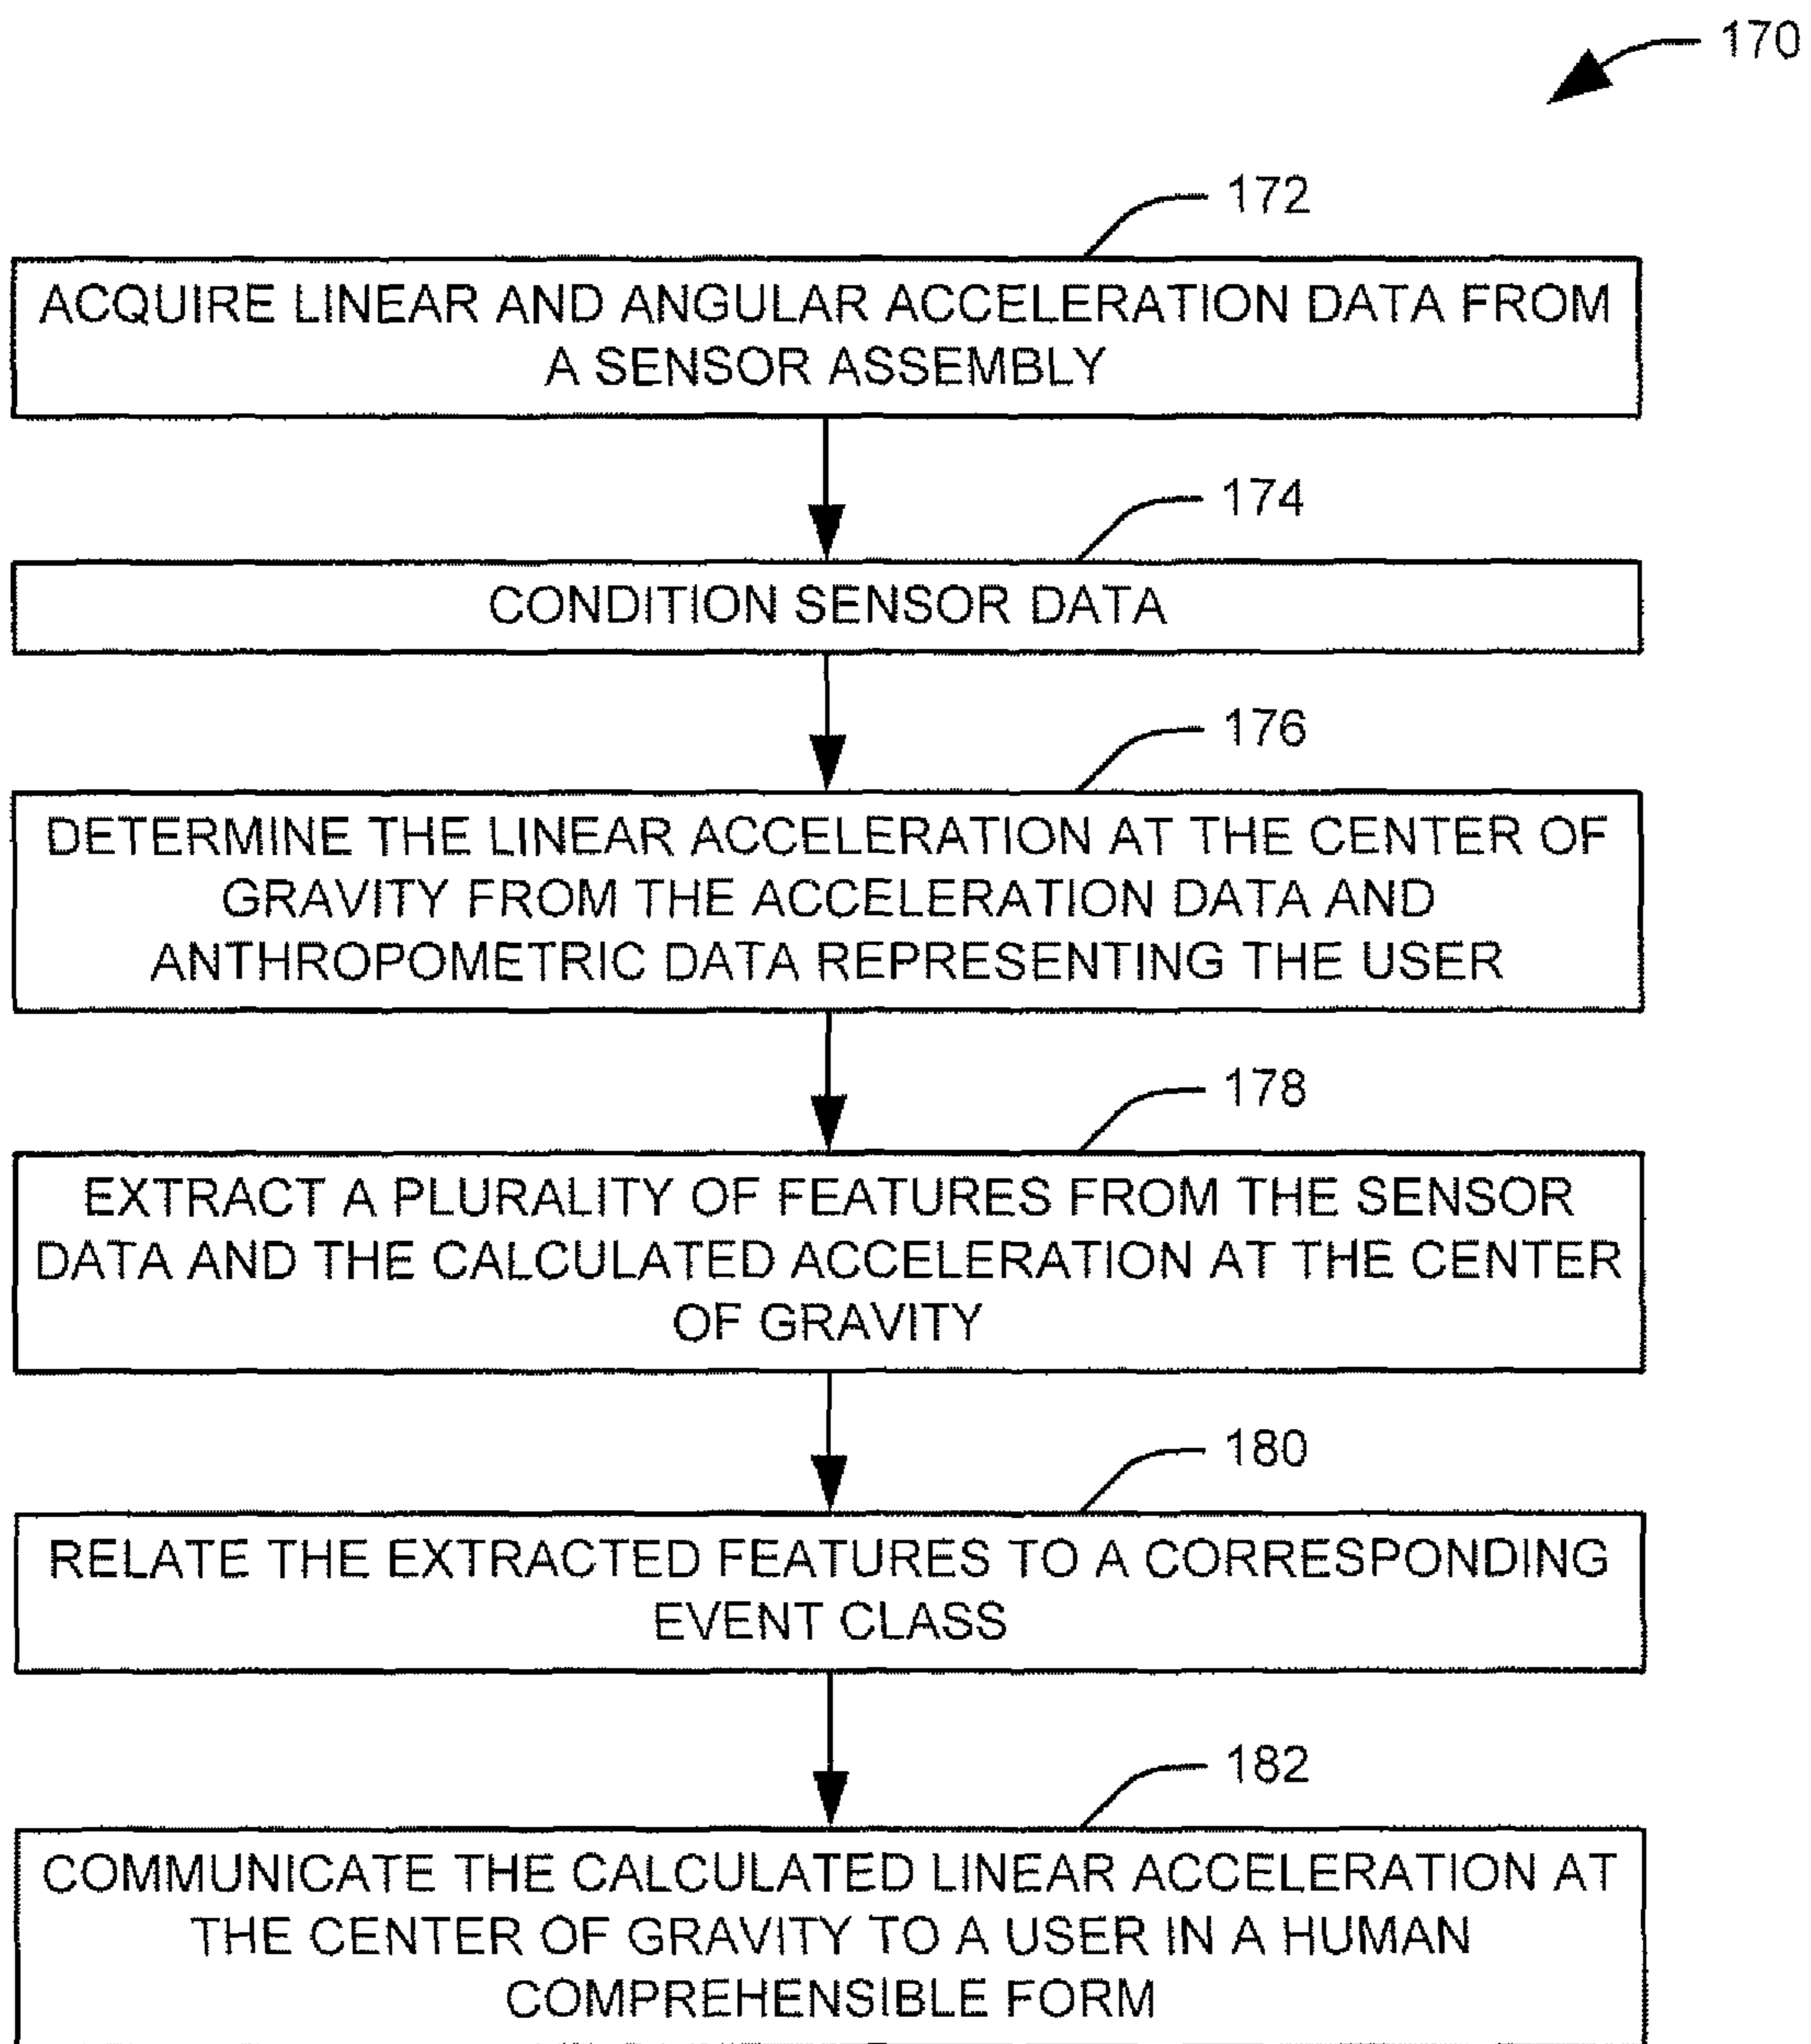 170
172
ACQUIRE LINEAR AND ANGULAR ACCELERATION DATA FROM
A SENSOR ASSEMBLY
174
CONDITION SENSOR DATA
176
DETERMINE THE LINEAR ACCELERATION AT THE CENTER OF
GRAVITY FROM THE ACCELERATION DATA AND
ANTHROPOMETRIC DATA REPRESENTING THE USER
178
EXTRACT A PLURALITY OF FEATURES FROM THE SENSOR
DATA AND THE CALCULATED ACCELERATION AT THE CENTER
OF GRAVITY
180
RELATE THE EXTRACTED FEATURES TO A CORRESPONDING
EVENT CLASS
182
COMMUNICATE THE CALCULATED LINEAR ACCELERATION AT
THE CENTER OF GRAVITY TO A USER IN A HUMAN
COMPREHENSIBLE FORM